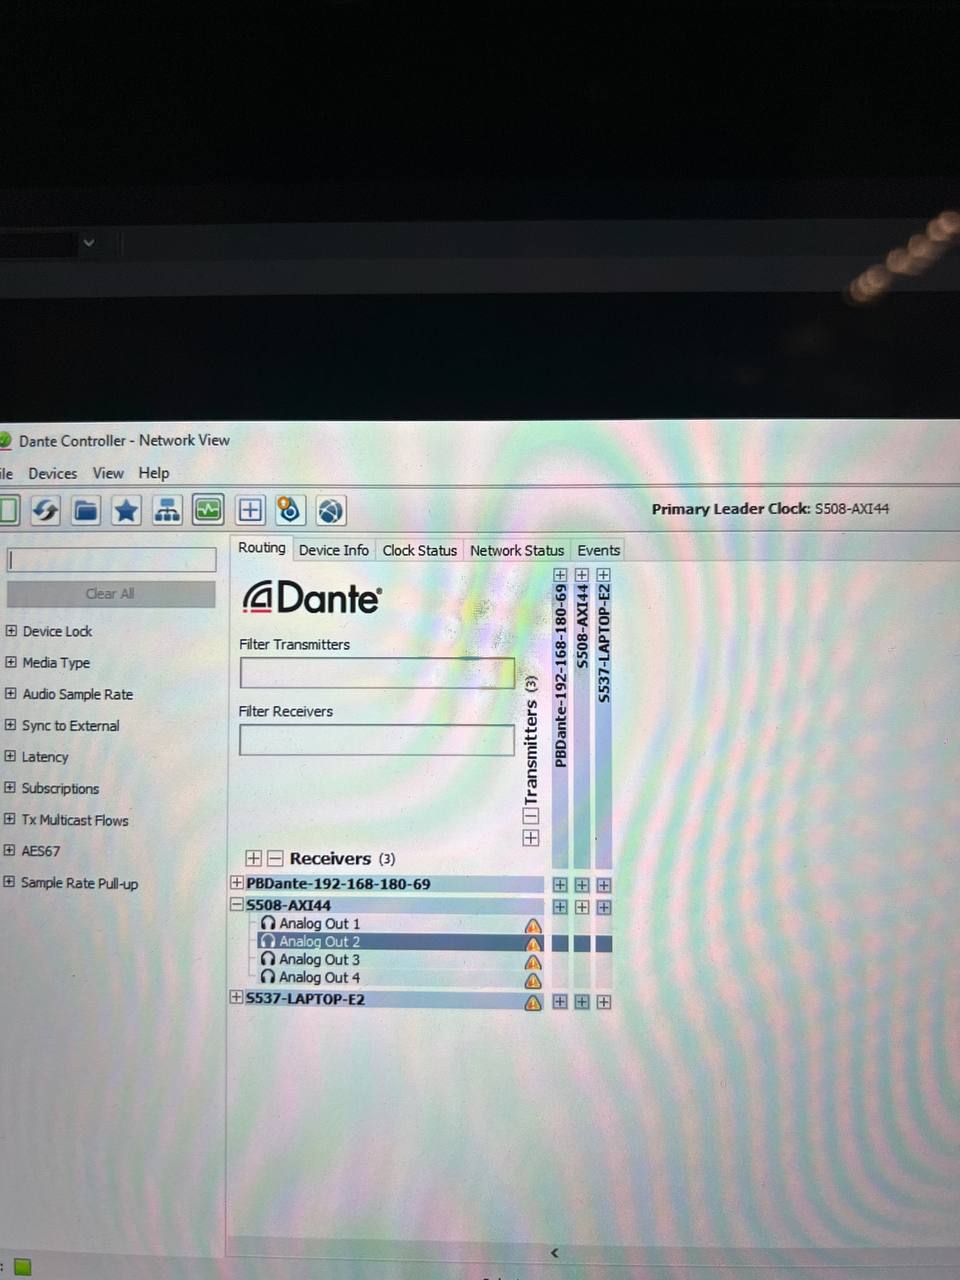 Dante Controller - Network View
Devices View Help
Primary Leader Clock: S508-AXI44
Clear All
Device Lock
Media Type
Audio Sample Rate
Sync to External
Latency
Subscriptions
Tx Multicast Flows
AES67
Sample Rate Pull-up
Routing Device Info Clock Status Network Status Events
Dante®
Filter Transmitters
Filter Receivers
Transmitters (3)
PBDante-192-168-180-69
S508-AXI44
S537-LAPTOP-E2
Receivers (3)
PBDante-192-168-180-69
S508-AXI44
Analog Out 1
Analog Out 2
Analog Out 3
Analog Out 4
S537-LAPTOP-E2